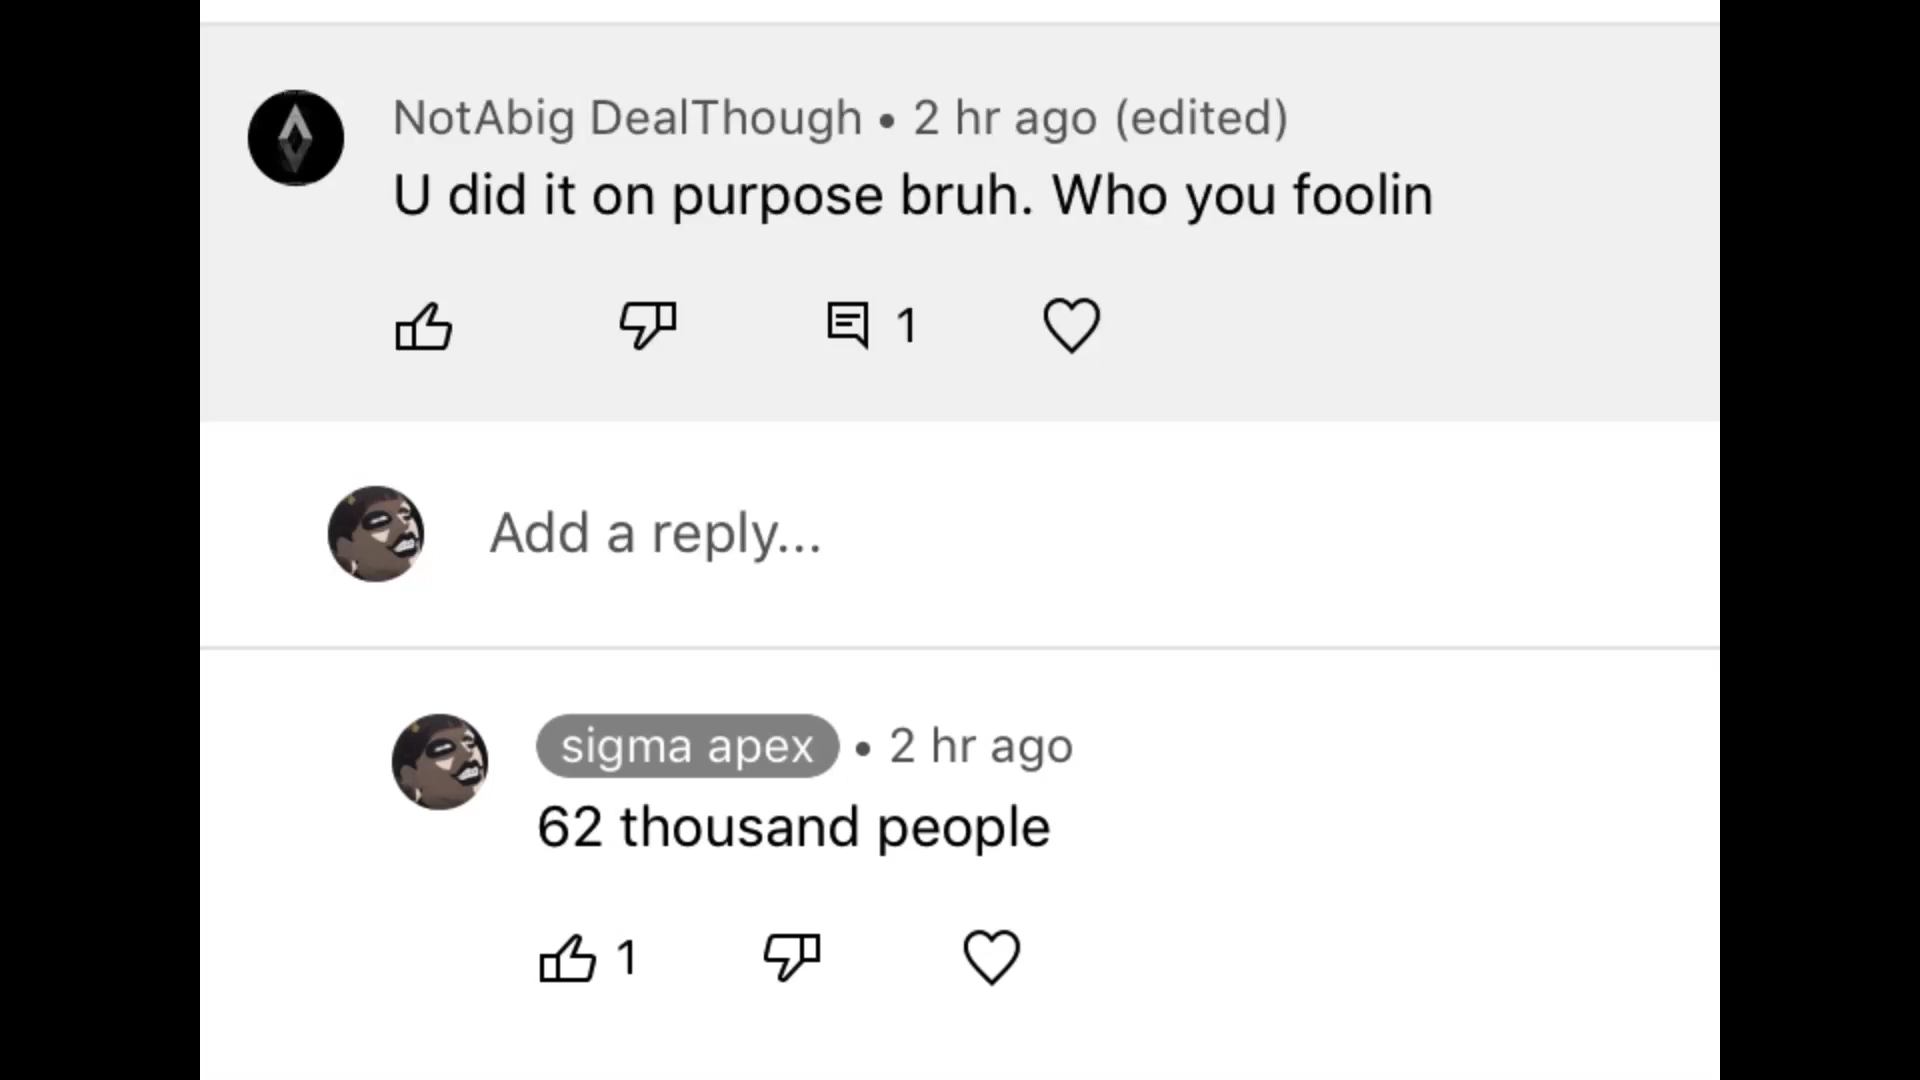 NotAbig DealThough • 2 hr ago (edited)
U did it on purpose bruh. Who you foolin
1
Add a reply...
sigma apex • 2 hr ago
62 thousand people
1